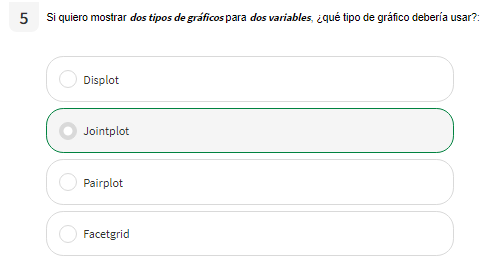 5
Si quiero mostrar dos tipos de gráficos para dos variables, ¿qué tipo de gráfico debería usar?:
Displot
Jointplot
Pairplot
Facetgrid